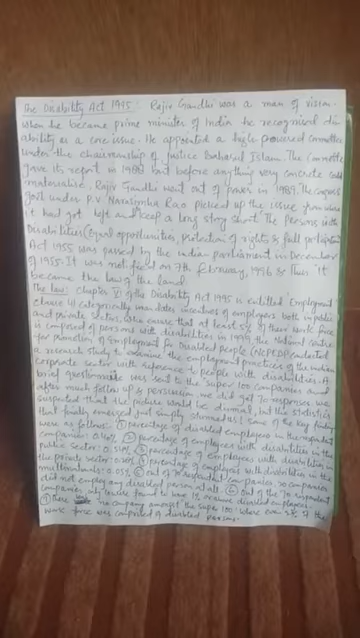 The Disability Act 1995: Rajiv Gandhi was a man of vision.
when he became prime minister of India he recognised dis
ability as a core issue. He appointed a high powered committee
under the chairmanship of Justice Baharul Islam. The Committee
gave its report in 1988 but before anything very concrete could
materialise, Rajiv Gandhi went out of power in 1989. The congress
govt under P.V Narasimha Rao picked up the issue from where
it had got left and keep a long story short The Persons with
Disabilities (Equal opportunities, protection of rights & full participation
Act 1995 was passed by the indian parliament in December
of 1995. It was notified on 7th february, 1996 & thus it
became the law of the land.
The law: Chapter VI of the Disability Act 1995 is entitled Employment
clause 41 categorically mandates incentives of employers both in public
and private sectors, who cause that at least 5% of their work force
is composed of persons with disabilities in 1999, the National Centre
for promotion of Employment for Disabled people (NCPEDP) conducted
a research study to examine the employment practices of the indian
corporate sector with reference to people with disabilities. A
brief questionnaire was sent to the 'super 100' companies and
after much follow up & persuasion we did get 70 responses we
suspected that the picture would be dismal, but the statistics
that finally emerged just simply stunned us! some of the key findings
were as follows: ① percentage of disabled employees in the respondent
companies: 0.40%. ② percentage of employees with disabilities in the
public sector: 0.54% ③ percentage of employees with disabilities in
the private sector: 0.28% ④ percentage of employees with disabilities in the
multinationals: 0.05% ⑤ out of 70 respondent companies, 20 companies
did not employ any disabled person at all. ⑥ out of the 70 respondent
companies only were found to have 1% disabled employees
⑦ There was no company amongst the super 100 where even 2% of the
work force was comprised of disabled persons.